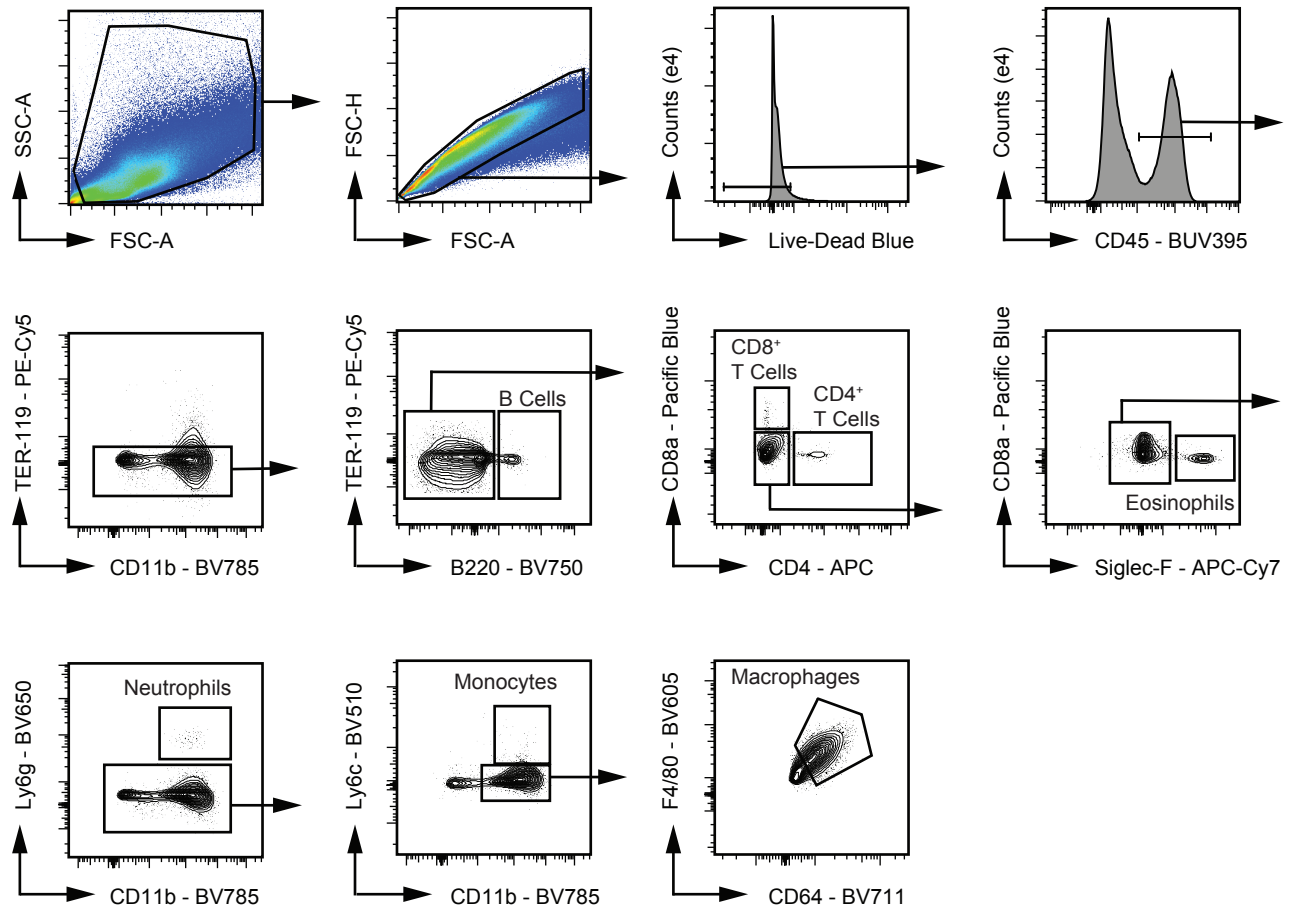 SSC-A
FSC-A
FSC-H
FSC-A
Counts (e4)
Live-Dead Blue
Counts (e4)
CD45 - BUV395
TER-119 - PE-Cy5
CD11b - BV785
TER-119 - PE-Cy5
B Cells
B220 - BV750
CD8a - Pacific Blue
CD8⁺
T Cells
CD4⁺
T Cells
CD4 - APC
CD8a - Pacific Blue
Eosinophils
Siglec-F - APC-Cy7
Ly6g - BV650
Neutrophils
CD11b - BV785
Ly6c - BV510
Monocytes
CD11b - BV785
F4/80 - BV605
Macrophages
CD64 - BV711